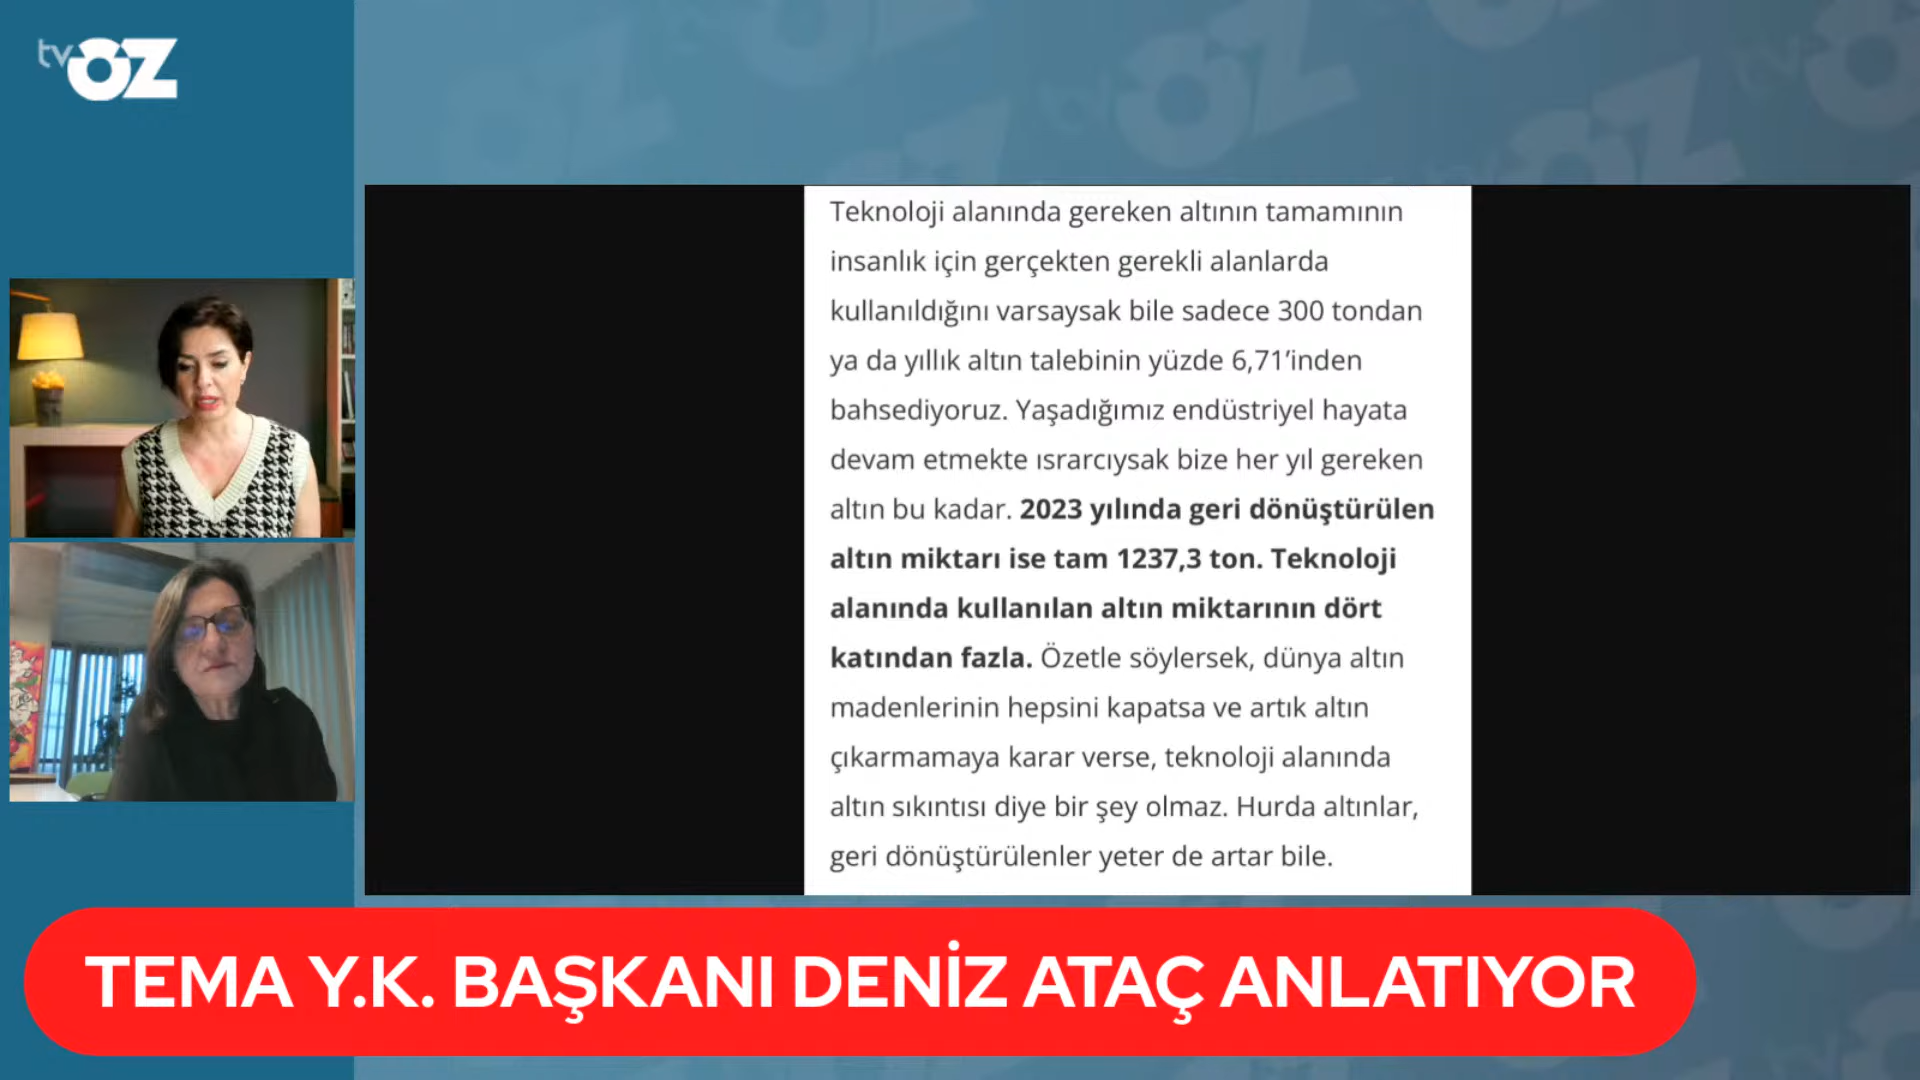 tvÖZ
Teknoloji alanında gereken altının tamamının
insanlık için gerçekten gerekli alanlarda
kullanıldığını varsaysak bile sadece 300 tondan
ya da yıllık altın talebinin yüzde 6,71’inden
bahsediyoruz. Yaşadığımız endüstriyel hayata
devam etmekte ısrarcıysak bize her yıl gereken
altın bu kadar. 2023 yılında geri dönüştürülen
altın miktarı ise tam 1237,3 ton. Teknoloji
alanında kullanılan altın miktarının dört
katından fazla. Özetle söylersek, dünya altın
madenlerinin hepsini kapatsa ve artık altın
çıkarmamaya karar verse, teknoloji alanında
altın sıkıntısı diye bir şey olmaz. Hurda altınlar,
geri dönüştürülenler yeter de artar bile.
TEMA Y.K. BAŞKANI DENİZ ATAÇ ANLATIYOR